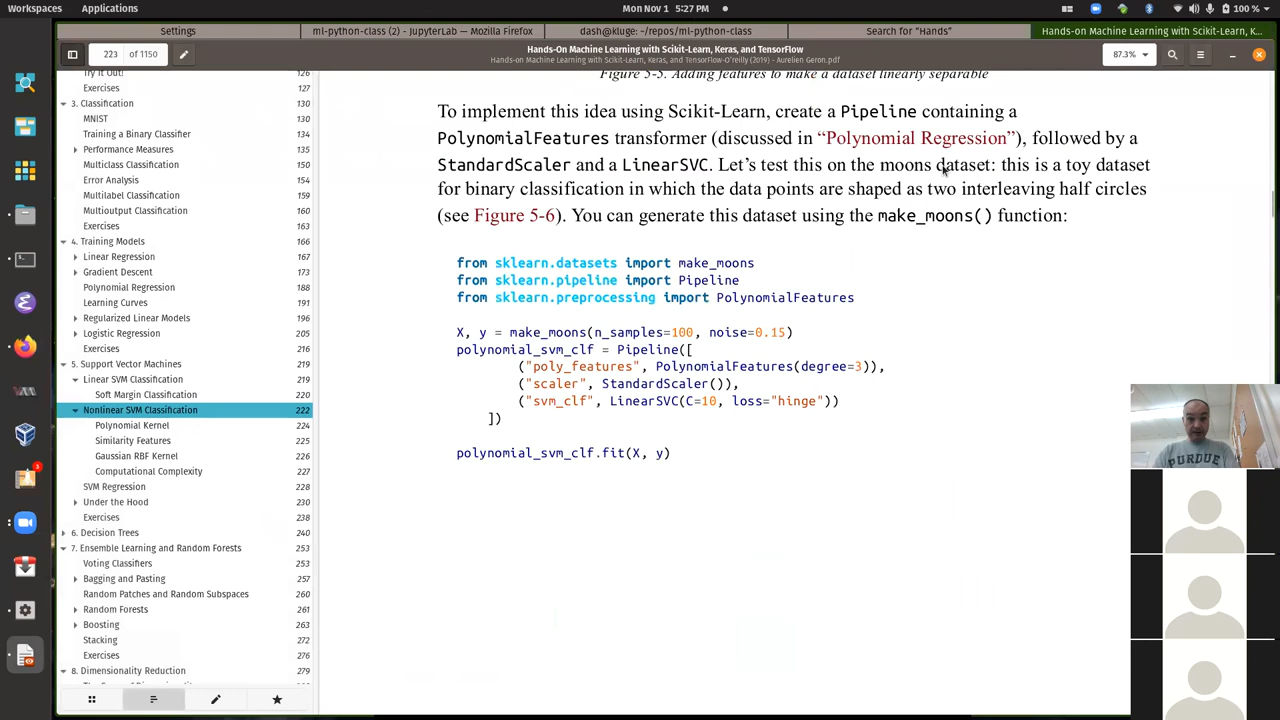 Workspaces
Applications
Mon Nov 1 5:27 PM
100 %
Settings
ml-python-class (2) - JupyterLab — Mozilla Firefox
dash@kluge: ~/repos/ml-python-class
Search for "Hands"
Hands-On Machine Learning with Scikit-Learn, K...
223
of 1150
Hands-On Machine Learning with Scikit-Learn, Keras, and TensorFlow
Hands-On Machine Learning with Scikit-Learn, Keras, and TensorFlow-O'reilly (2019) - Aurelien Geron.pdf
87.3%
Try It Out! 126
Exercises 127
3. Classification 130
MNIST 130
Training a Binary Classifier 134
Performance Measures 135
Multiclass Classification 150
Error Analysis 154
Multilabel Classification 159
Multioutput Classification 160
Exercises 163
4. Training Models 166
Linear Regression 167
Gradient Descent 173
Polynomial Regression 188
Learning Curves 191
Regularized Linear Models 196
Logistic Regression 205
Exercises 216
5. Support Vector Machines 219
Linear SVM Classification 219
Soft Margin Classification 220
Nonlinear SVM Classification 222
Polynomial Kernel 224
Similarity Features 225
Gaussian RBF Kernel 226
Computational Complexity 227
SVM Regression 228
Under the Hood 230
Exercises 238
6. Decision Trees 240
7. Ensemble Learning and Random Forests 253
Voting Classifiers 253
Bagging and Pasting 257
Random Patches and Random Subspaces 260
Random Forests 261
Boosting 263
Stacking 272
Exercises 276
8. Dimensionality Reduction 279
Figure 5-5. Adding features to make a dataset linearly separable
To implement this idea using Scikit-Learn, create a Pipeline containing a
PolynomialFeatures transformer (discussed in “Polynomial Regression”), followed by a
StandardScaler and a LinearSVC. Let’s test this on the moons dataset: this is a toy dataset
for binary classification in which the data points are shaped as two interleaving half circles
(see Figure 5-6). You can generate this dataset using the make_moons() function:
from sklearn.datasets import make_moons
from sklearn.pipeline import Pipeline
from sklearn.preprocessing import PolynomialFeatures
X, y = make_moons(n_samples=100, noise=0.15)
polynomial_svm_clf = Pipeline([
("poly_features", PolynomialFeatures(degree=3)),
("scaler", StandardScaler()),
("svm_clf", LinearSVC(C=10, loss="hinge"))
])
polynomial_svm_clf.fit(X, y)
PURDUE